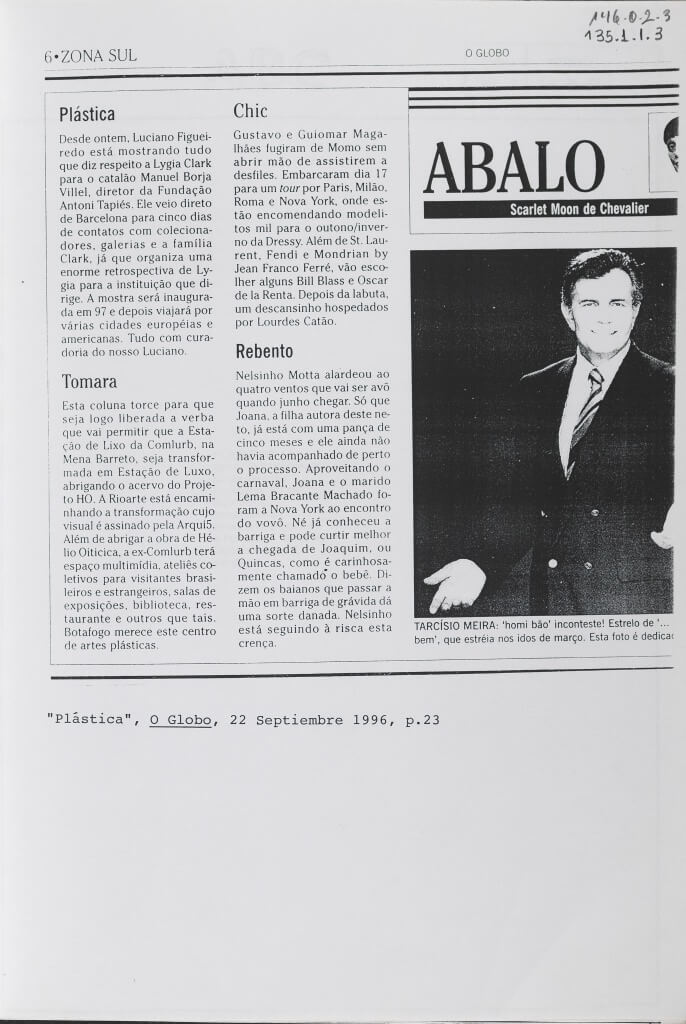 146.0.2.3
135.1.1.3
6•ZONA SUL
O GLOBO
Plástica
Desde ontem, Luciano Figuei-
redo está mostrando tudo
que diz respeito a Lygia Clark
para o catalão Manuel Borja
Villel, diretor da Fundação
Antoni Tapiés. Ele veio direto
de Barcelona para cinco dias
de contatos com coleciona-
dores, galerias e a família
Clark, já que organiza uma
enorme retrospectiva de Ly-
gia para a instituição que di-
rige. A mostra será inaugura-
da em 97 e depois viajará por
várias cidades européias e
americanas. Tudo com cura-
doria do nosso Luciano.
Tomara
Esta coluna torce para que
seja logo liberada a verba
que vai permitir que a Esta-
ção de Lixo da Comlurb, na
Mena Barreto, seja transfor-
mada em Estação de Luxo,
abrigando o acervo do Proje-
to HO. A Rioarte está encami-
nhando a transformação cujo
visual é assinado pela Arqui5.
Além de abrigar a obra de Hé-
lio Oiticica, a ex-Comlurb terá
espaço multimídia, ateliês co-
letivos para visitantes brasi-
leiros e estrangeiros, salas de
exposições, biblioteca, res-
taurante e outros que tais.
Botafogo merece este centro
de artes plásticas.
Chic
Gustavo e Guiomar Maga-
lhães fugiram de Momo sem
abrir mão de assistirem a
desfiles. Embarcaram dia 17
para um tour por Paris, Milão,
Roma e Nova York, onde es-
tão encomendando modeli-
tos mil para o outono/inver-
no da Dressy. Além de St. Lau-
rent, Fendi e Mondrian by
Jean Franco Ferré, vão esco-
lher alguns Bill Blass e Oscar
de la Renta. Depois da labuta,
um descansinho hospedados
por Lourdes Catão.
Rebento
Nelsinho Motta alardeou ao
quatro ventos que vai ser avô
quando junho chegar. Só que
Joana, a filha autora deste ne-
to, já está com uma pança de
cinco meses e ele ainda não
havia acompanhado de perto
o processo. Aproveitando o
carnaval, Joana e o marido
Lema Bracante Machado fo-
ram a Nova York ao encontro
do vovô. Né já conheceu a
barriga e pode curtir melhor
a chegada de Joaquim, ou
Quincas, como é carinhosa-
mente chamado o bebê. Di-
zem os baianos que passar a
mão em barriga de grávida dá
uma sorte danada. Nelsinho
está seguindo à risca esta
crença.
ABALO
Scarlet Moon de Chevalier
TARCÍSIO MEIRA: 'homi bão' inconteste! Estrelo de '...
bem', que estréia nos idos de março. Esta foto é dedica
"Plástica", O Globo, 22 Septiembre 1996, p.23